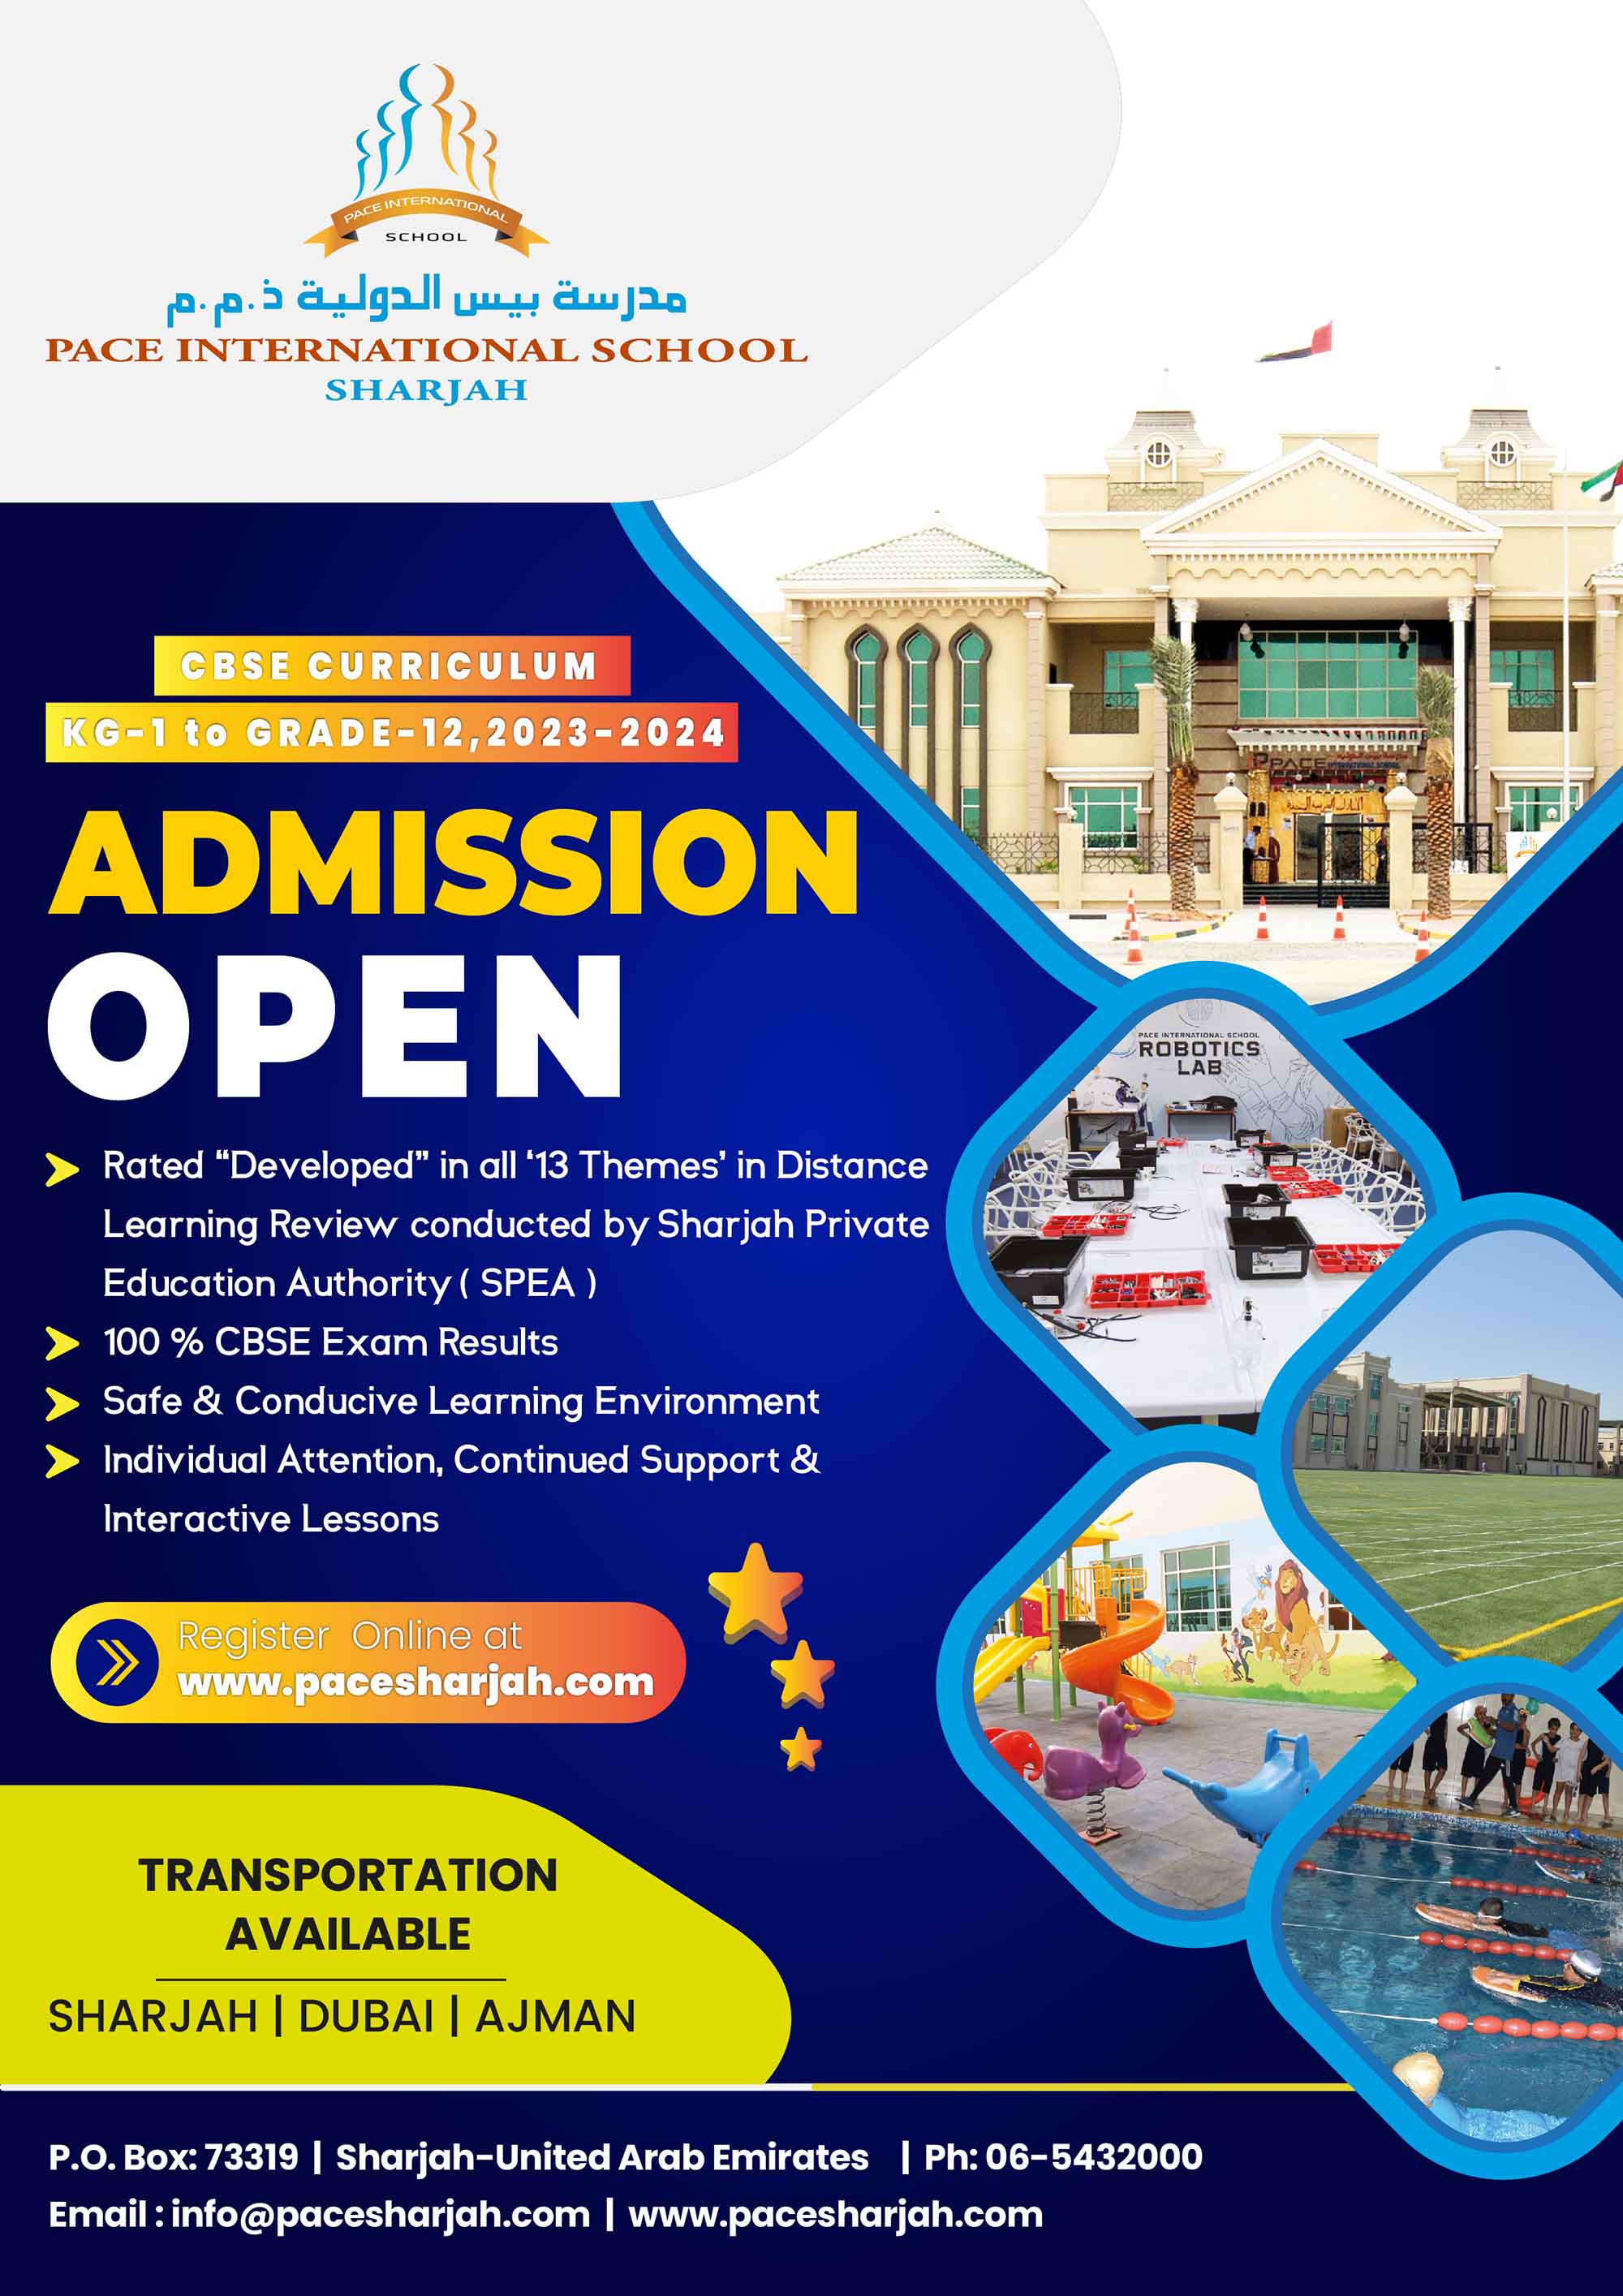 PACE INTERNATIONAL
SCHOOL
مدرسة بيس الدولية ذ.م.م
PACE INTERNATIONAL SCHOOL
SHARJAH
CBSE CURRICULUM
KG-1 to GRADE-12,2023-2024
ADMISSION
OPEN
Rated “Developed” in all ‘13 Themes’ in Distance
Learning Review conducted by Sharjah Private
Education Authority ( SPEA )
100 % CBSE Exam Results
Safe & Conducive Learning Environment
Individual Attention, Continued Support &
Interactive Lessons
Register Online at
www.pacesharjah.com
PACE
INTERNATIONAL SCHOOL
PACE INTERNATIONAL SCHOOL
ROBOTICS
LAB
TRANSPORTATION
AVAILABLE
SHARJAH | DUBAI | AJMAN
P.O. Box: 73319 | Sharjah-United Arab Emirates | Ph: 06-5432000
Email : info@pacesharjah.com | www.pacesharjah.com